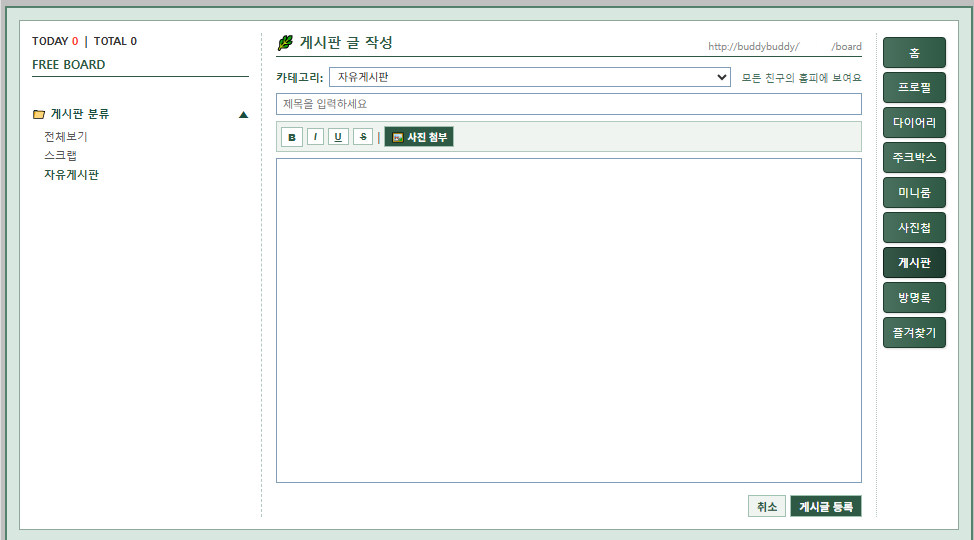 TODAY 0 | TOTAL 0
FREE BOARD
게시판 분류
전체보기
스크랩
자유게시판
게시판 글 작성
http://buddybuddy/ /board
카테고리: 자유게시판 모든 친구의 홈피에 보여요
제목을 입력하세요
B I U S | 사진 첨부
취소 게시글 등록
홈
프로필
다이어리
주크박스
미니룸
사진첩
게시판
방명록
즐겨찾기